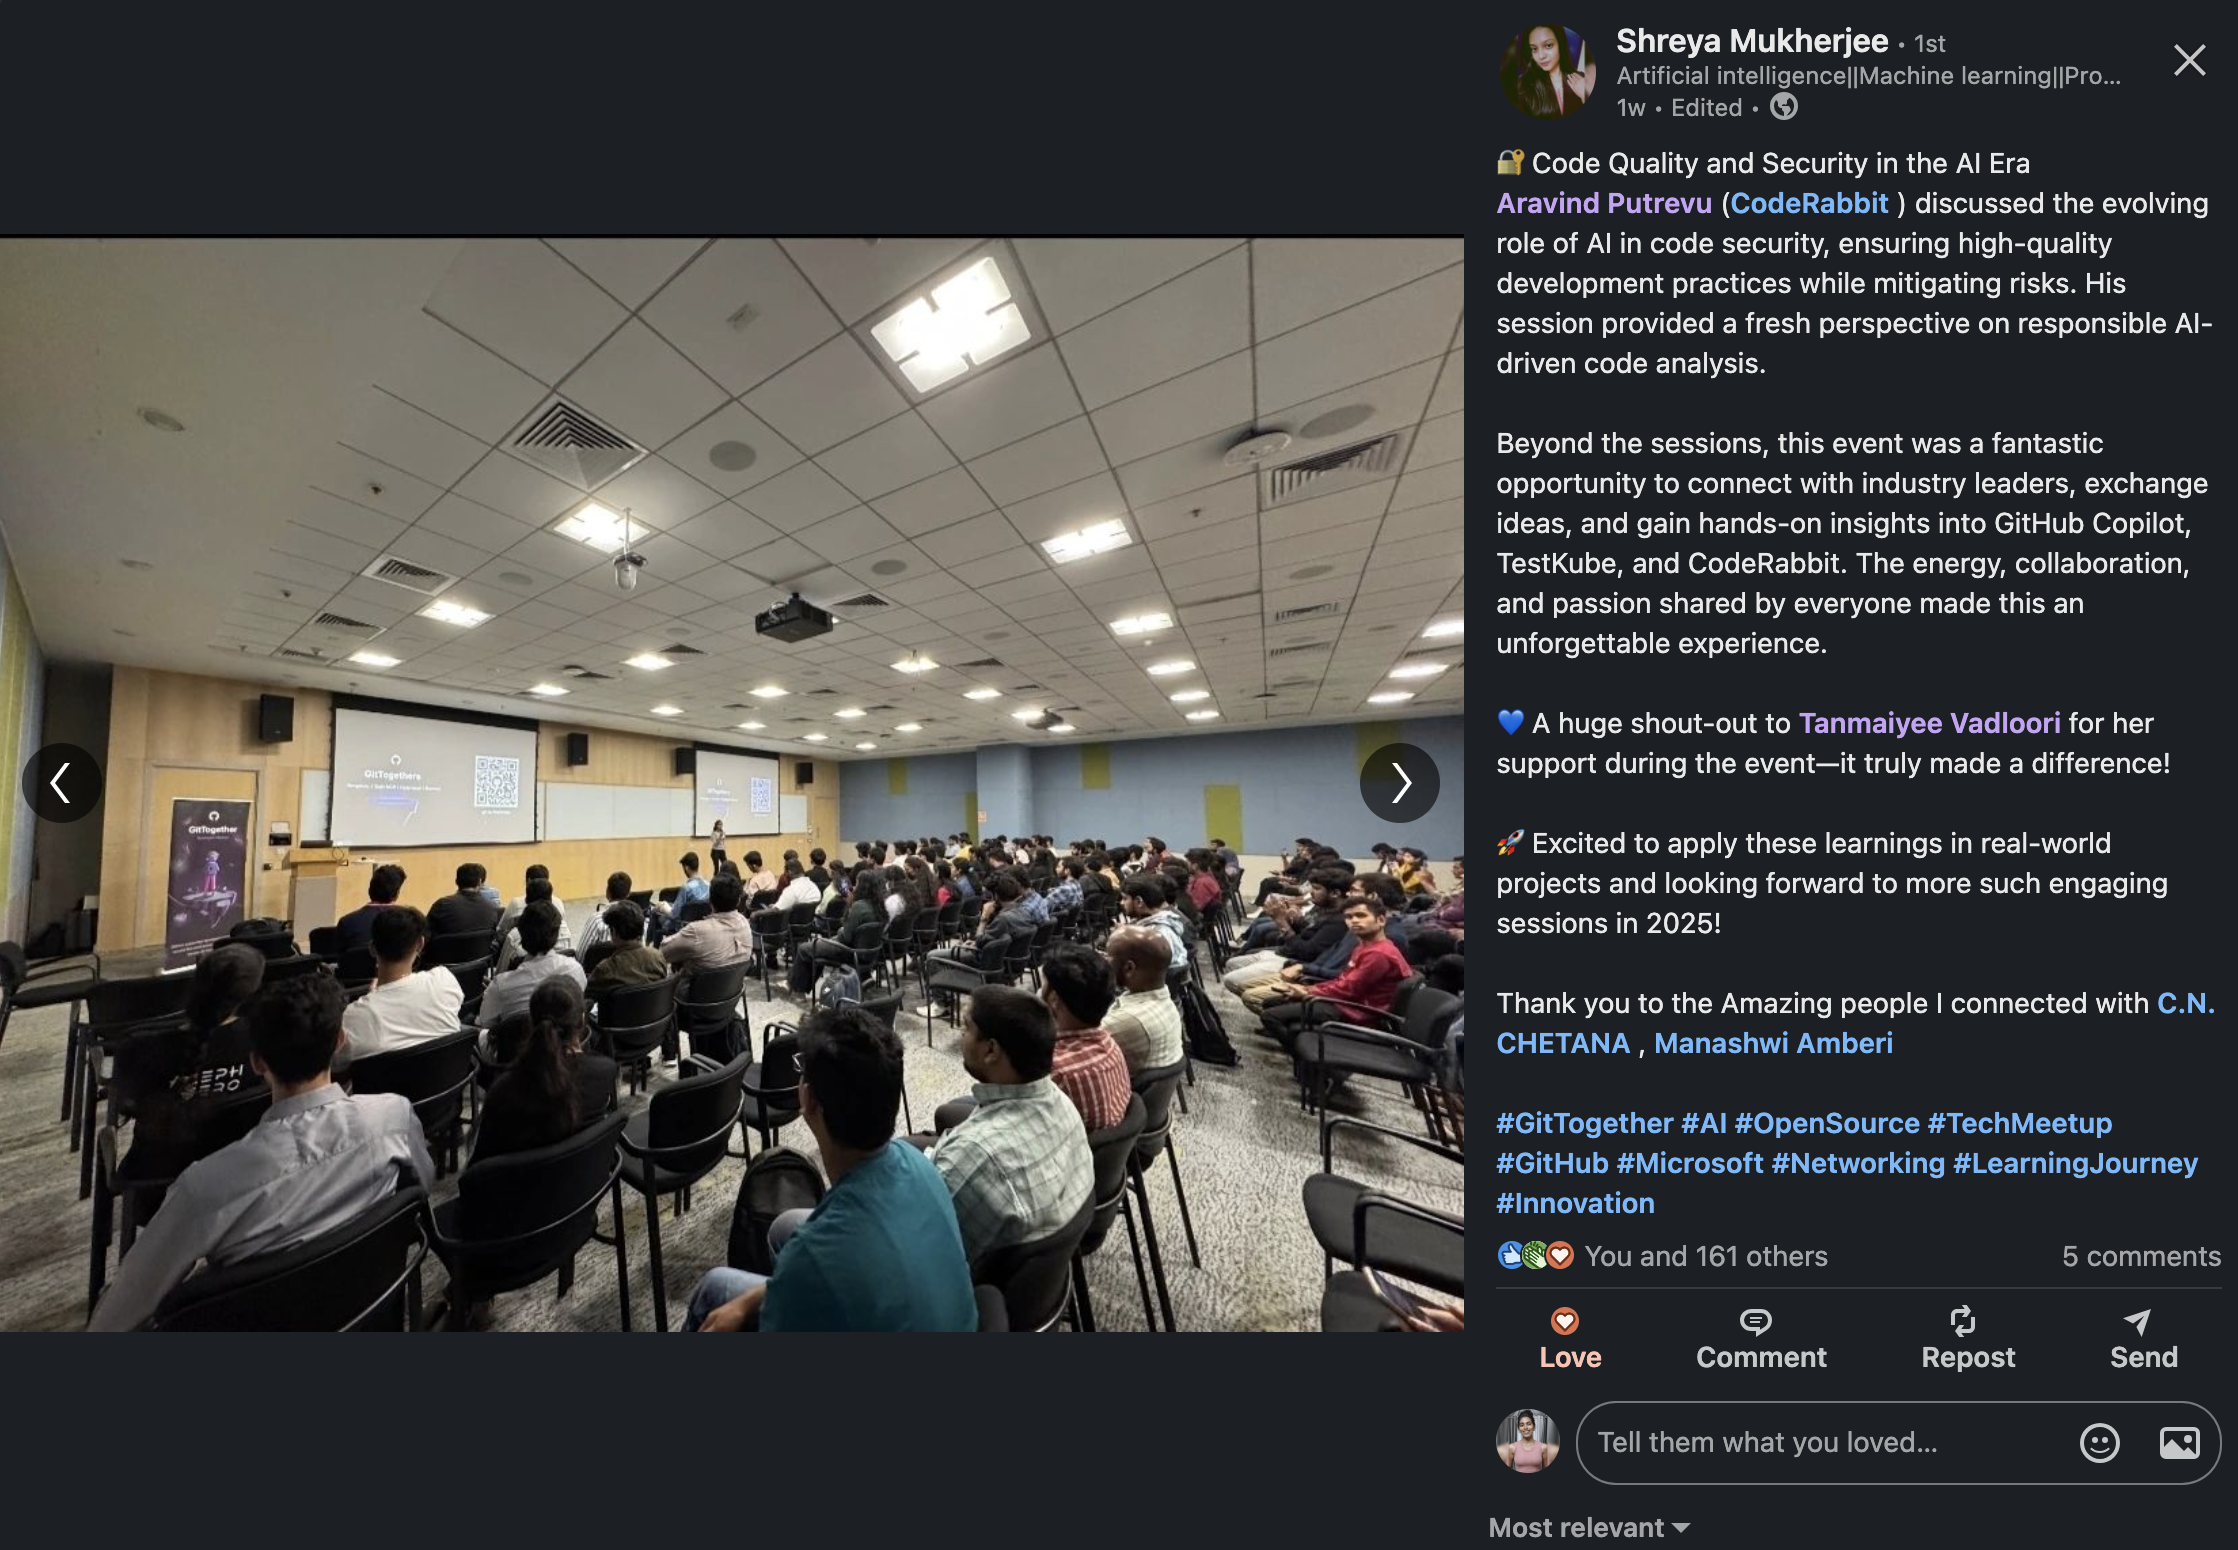 Shreya Mukherjee • 1st
Artificial intelligence||Machine learning||Pro...
1w • Edited •
🔐 Code Quality and Security in the AI Era
Aravind Putrevu (CodeRabbit ) discussed the evolving
role of AI in code security, ensuring high-quality
development practices while mitigating risks. His
session provided a fresh perspective on responsible AI-
driven code analysis.
Beyond the sessions, this event was a fantastic
opportunity to connect with industry leaders, exchange
ideas, and gain hands-on insights into GitHub Copilot,
TestKube, and CodeRabbit. The energy, collaboration,
and passion shared by everyone made this an
unforgettable experience.
💙 A huge shout-out to Tanmaiyee Vadloori for her
support during the event—it truly made a difference!
🚀 Excited to apply these learnings in real-world
projects and looking forward to more such engaging
sessions in 2025!
Thank you to the Amazing people I connected with C.N.
CHETANA , Manashwi Amberi
#GitTogether #AI #OpenSource #TechMeetup
#GitHub #Microsoft #Networking #LearningJourney
#Innovation
You and 161 others
5 comments
Love
Comment
Repost
Send
Tell them what you loved...
Most relevant
GitTogethers
GitTogether